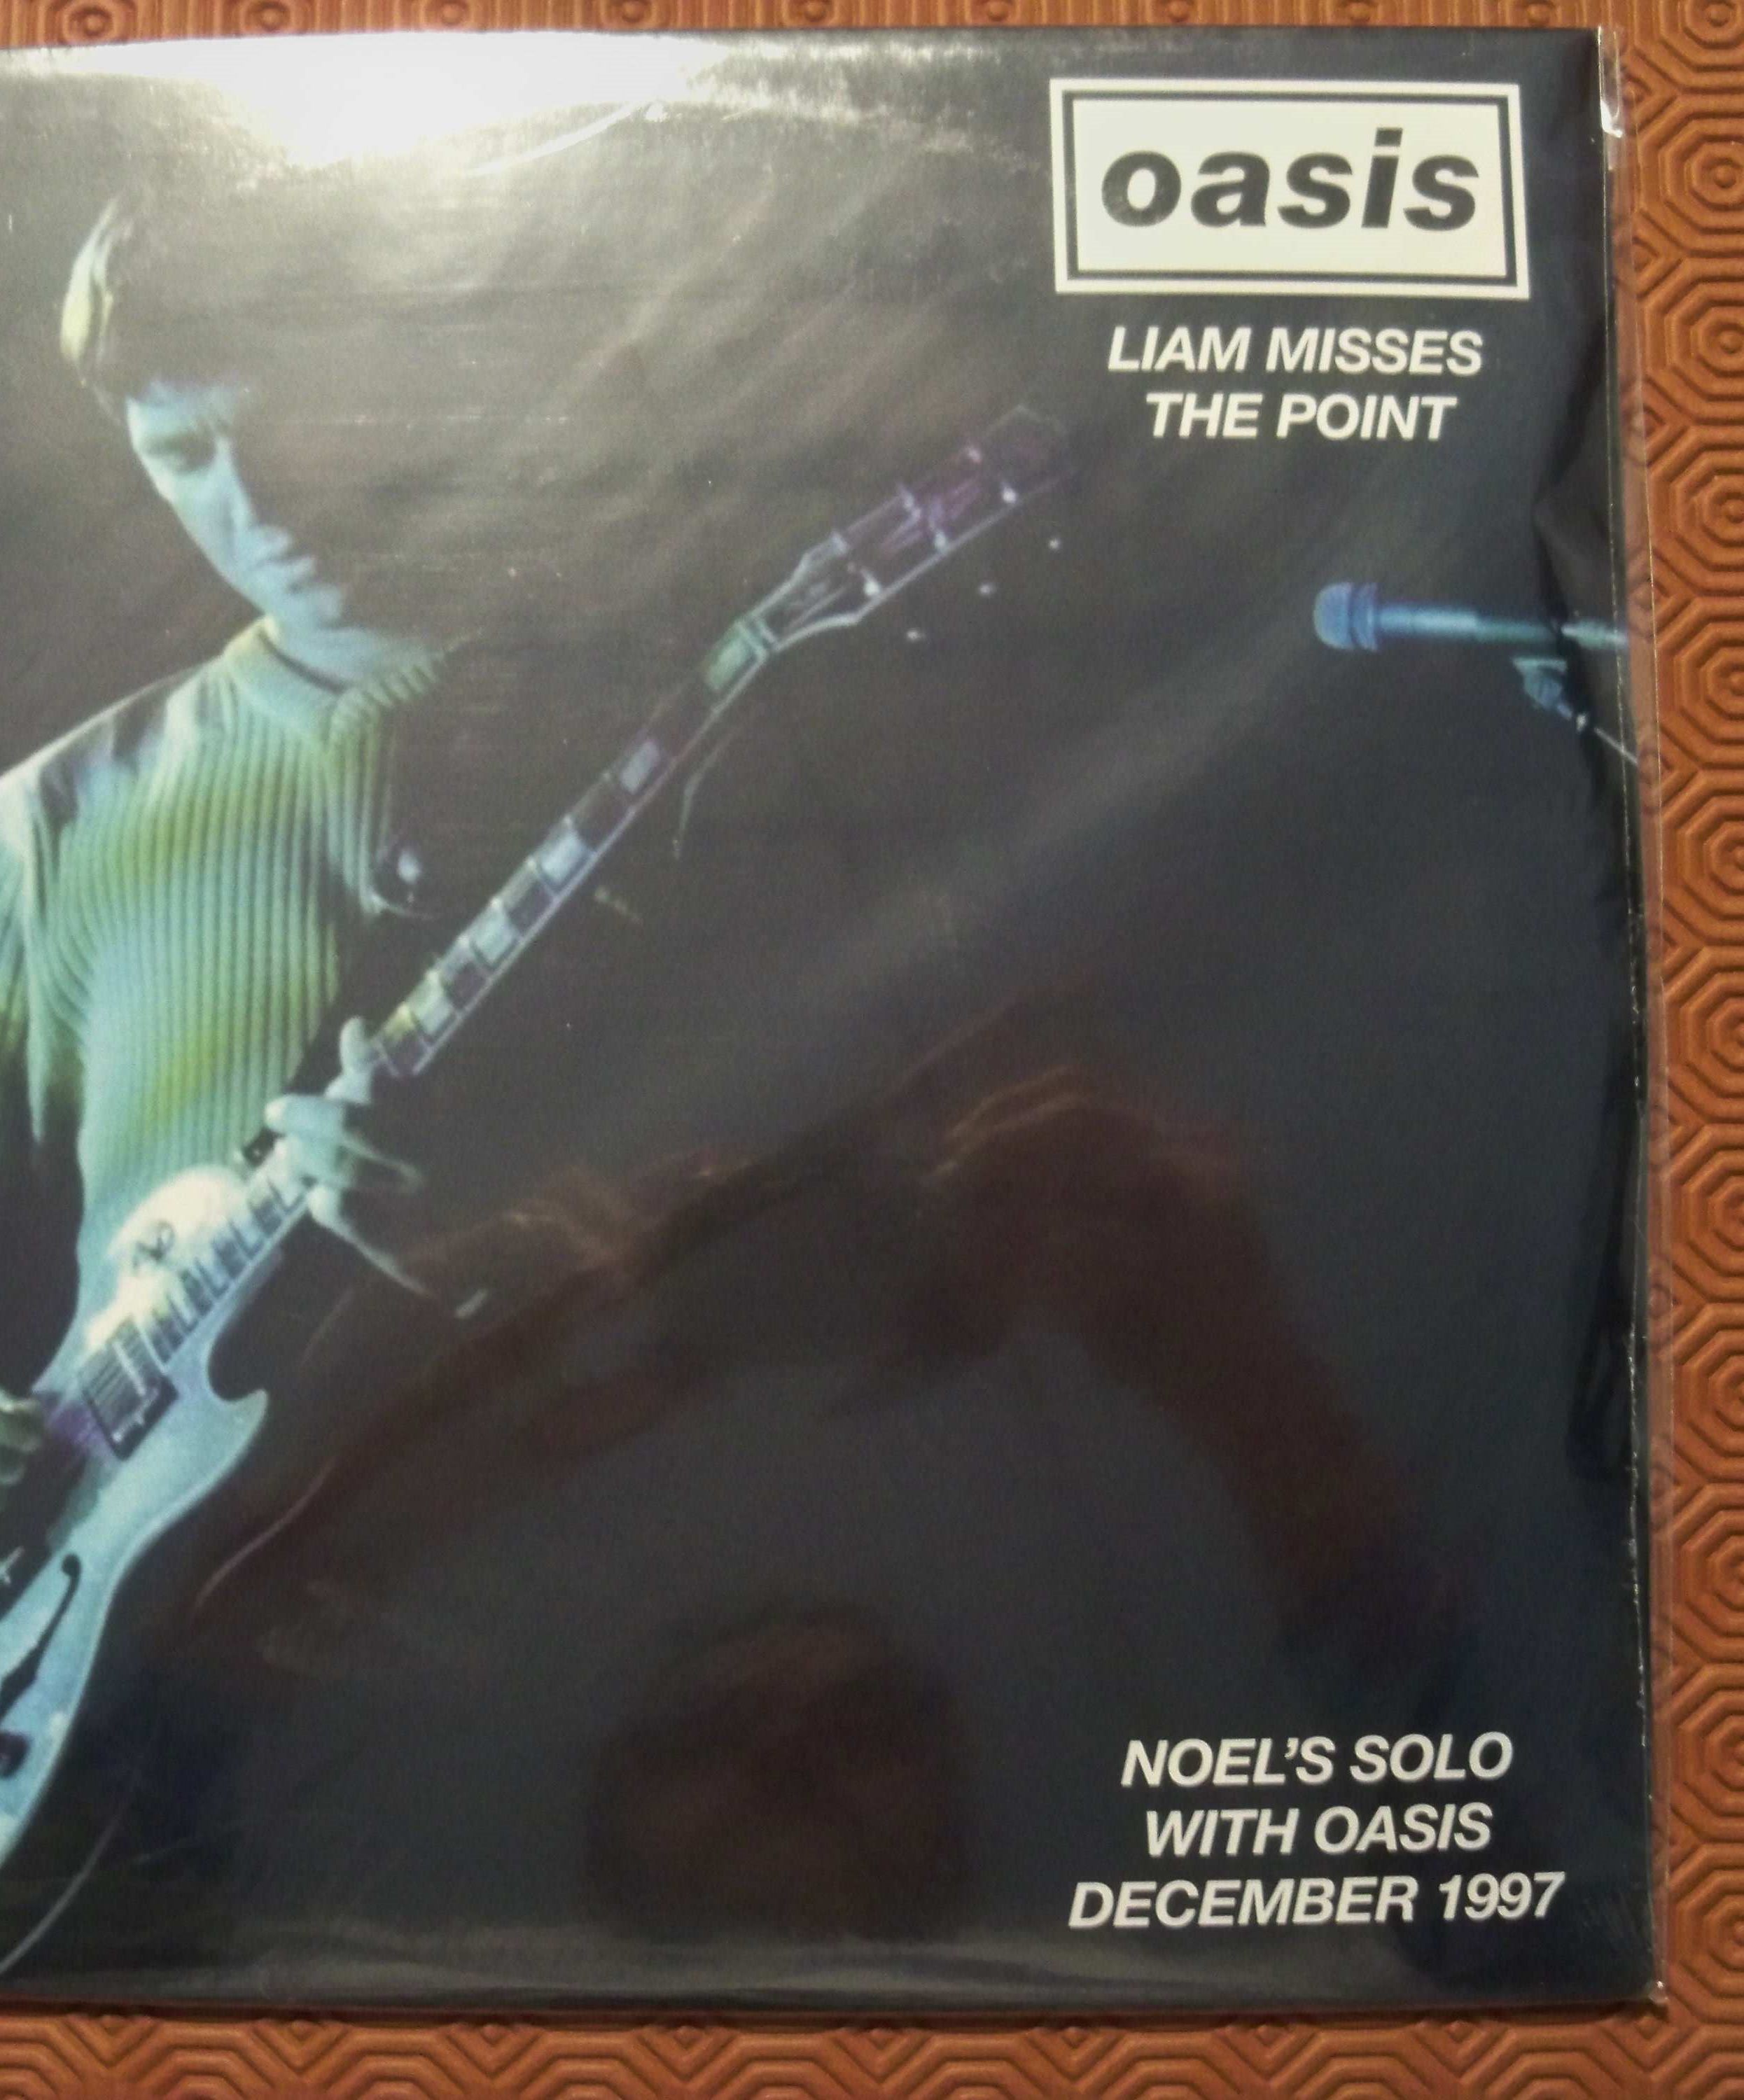 oasis
LIAM MISSES
THE POINT
NOEL'S SOLO
WITH OASIS
DECEMBER 1997